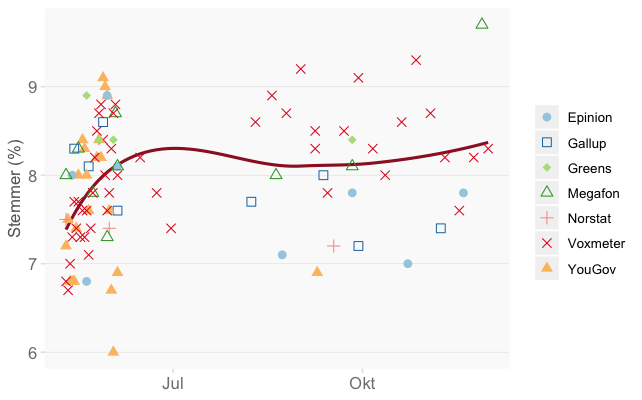 Stemmer (%)
9
8
7
6
Jul
Okt
Epinion
Gallup
Greens
Megafon
Norstat
Voxmeter
YouGov